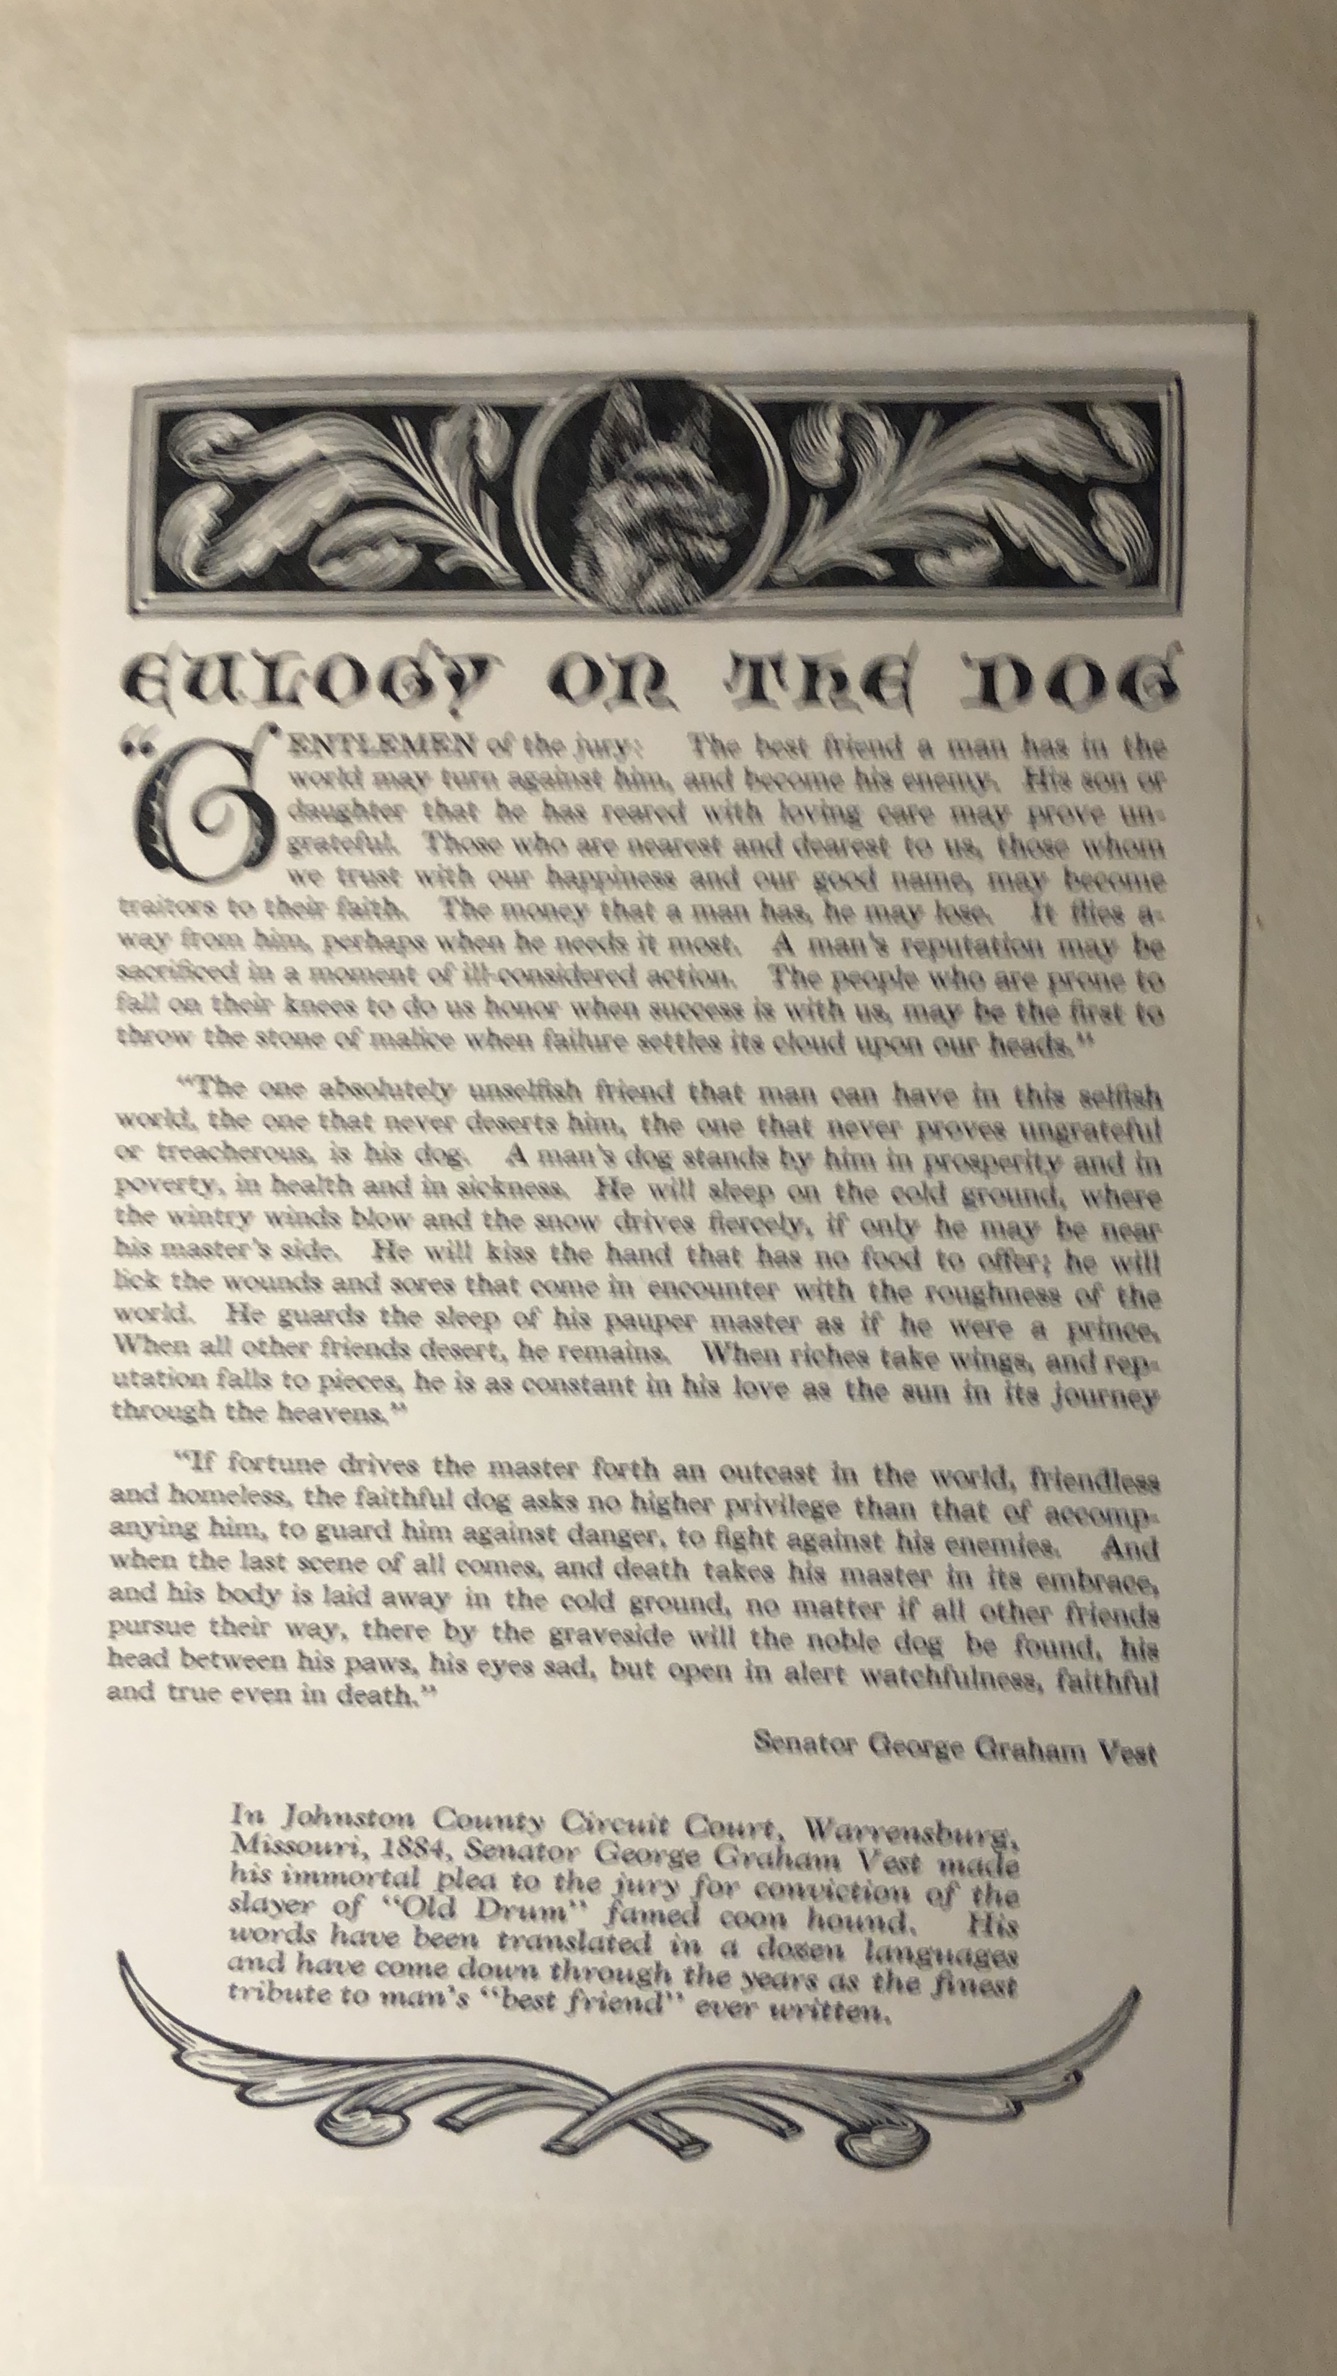 EULOGY ON THE DOG
“GENTLEMEN of the jury: The best friend a man has in the
world may turn against him, and become his enemy. His son or
daughter that he has reared with loving care may prove un-
grateful. Those who are nearest and dearest to us, those whom
we trust with our happiness and our good name, may become
traitors to their faith. The money that a man has, he may lose. It flies a-
way from him, perhaps when he needs it most. A man's reputation may be
sacrificed in a moment of ill-considered action. The people who are prone to
fall on their knees to do us honor when success is with us, may be the first to
throw the stone of malice when failure settles its cloud upon our heads.”
“The one absolutely unselfish friend that man can have in this selfish
world, the one that never deserts him, the one that never proves ungrateful
or treacherous, is his dog. A man's dog stands by him in prosperity and in
poverty, in health and in sickness. He will sleep on the cold ground, where
the wintry winds blow and the snow drives fiercely, if only he may be near
his master's side. He will kiss the hand that has no food to offer; he will
lick the wounds and sores that come in encounter with the roughness of the
world. He guards the sleep of his pauper master as if he were a prince.
When all other friends desert, he remains. When riches take wings, and rep-
utation falls to pieces, he is as constant in his love as the sun in its journey
through the heavens.”
“If fortune drives the master forth an outcast in the world, friendless
and homeless, the faithful dog asks no higher privilege than that of accomp-
anying him, to guard him against danger, to fight against his enemies. And
when the last scene of all comes, and death takes his master in its embrace,
and his body is laid away in the cold ground, no matter if all other friends
pursue their way, there by the graveside will the noble dog be found, his
head between his paws, his eyes sad, but open in alert watchfulness, faithful
and true even in death.”
Senator George Graham Vest
In Johnston County Circuit Court, Warrensburg,
Missouri, 1884, Senator George Graham Vest made
his immortal plea to the jury for conviction of the
slayer of “Old Drum” famed coon hound. His
words have been translated in a dozen languages
and have come down through the years as the finest
tribute to man's “best friend” ever written.